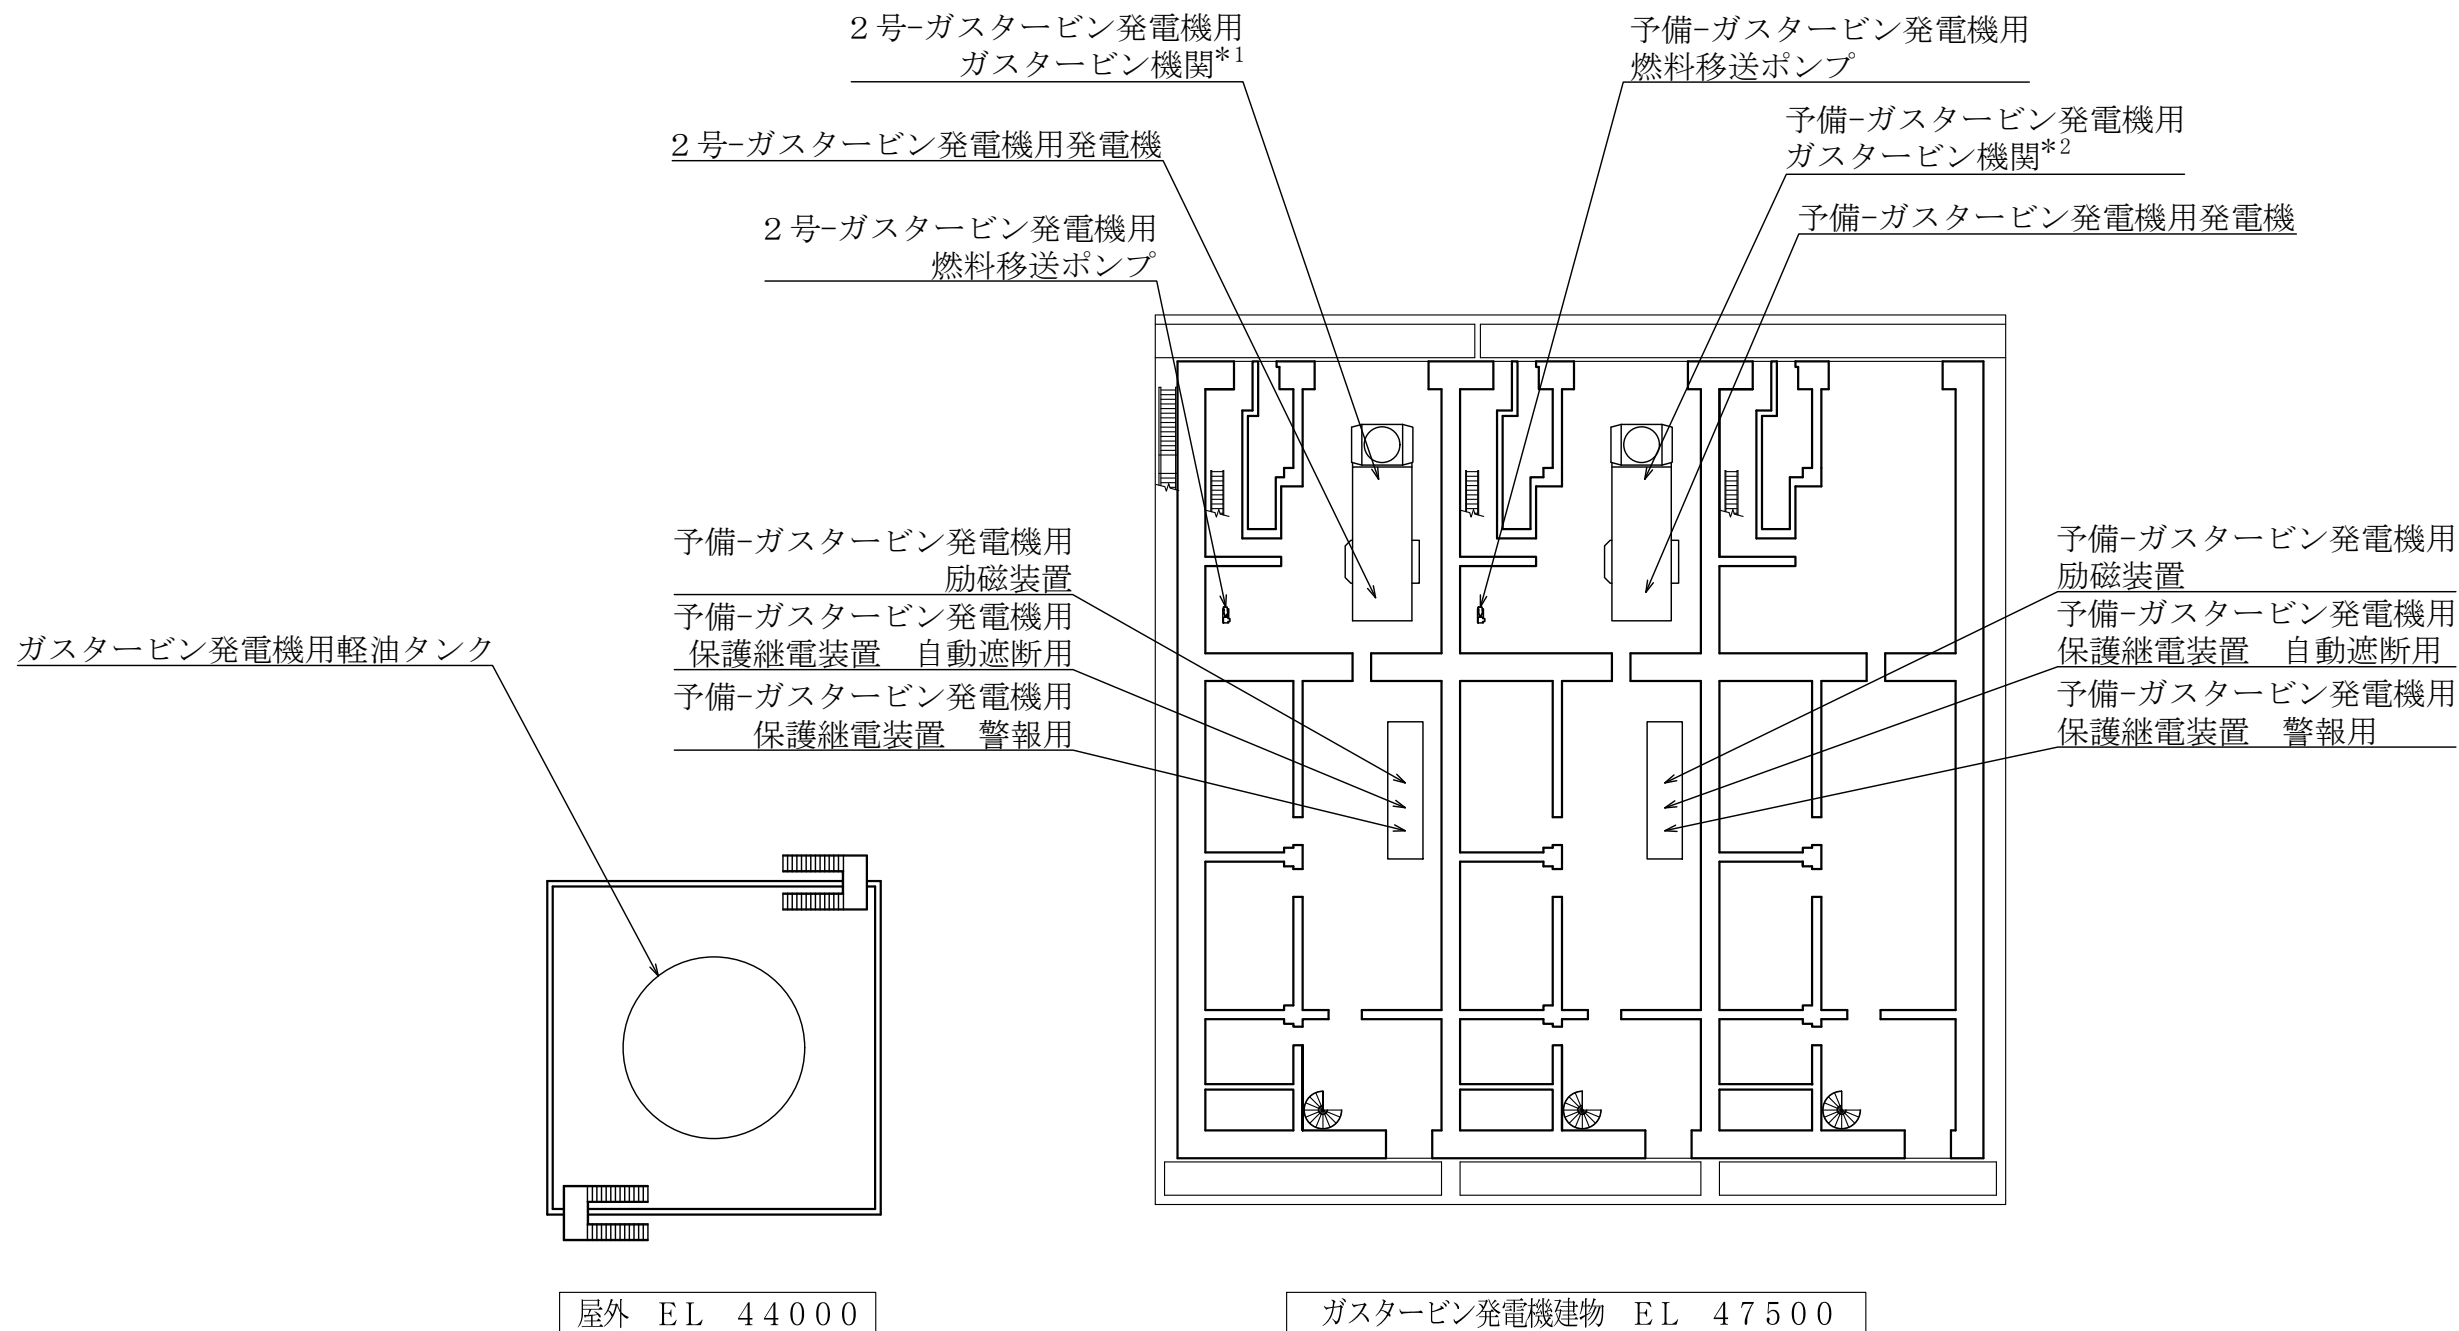 2号-ガスタービン発電機用
ガスタービン機関*1
予備-ガスタービン発電機用
燃料移送ポンプ
2号-ガスタービン発電機用発電機
予備-ガスタービン発電機用
ガスタービン機関*2
2号-ガスタービン発電機用
燃料移送ポンプ
予備-ガスタービン発電機用発電機
予備-ガスタービン発電機用
励磁装置
予備-ガスタービン発電機用
保護継電装置　自動遮断用
予備-ガスタービン発電機用
保護継電装置　警報用
予備-ガスタービン発電機用
励磁装置
予備-ガスタービン発電機用
保護継電装置　自動遮断用
予備-ガスタービン発電機用
保護継電装置　警報用
ガスタービン発電機用軽油タンク
屋外　EL　44000
ガスタービン発電機建物　EL　47500